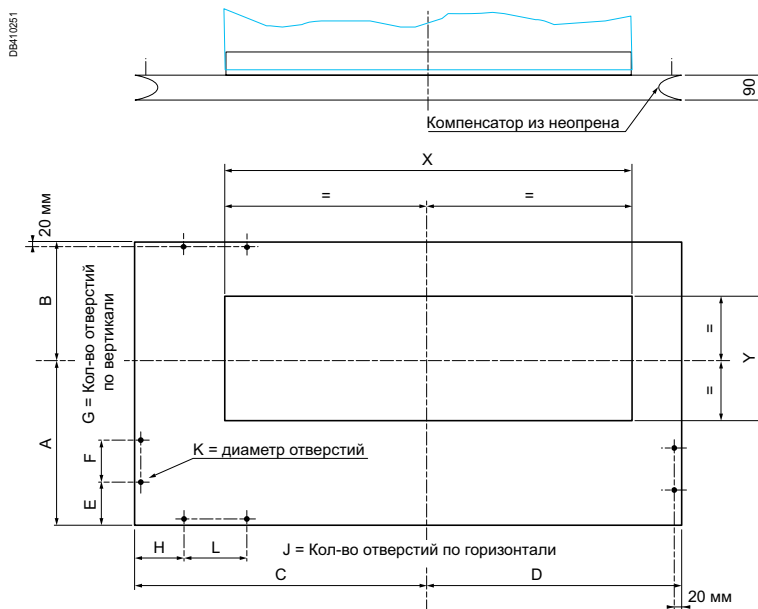 DB410251
90
Компенсатор из неопрена
X
=
=
20 мм
B
G = Кол-во отверстий
по вертикали
=
=
Y
A
F
E
K = диаметр отверстий
H
L
J = Кол-во отверстий по горизонтали
C
D
20 мм